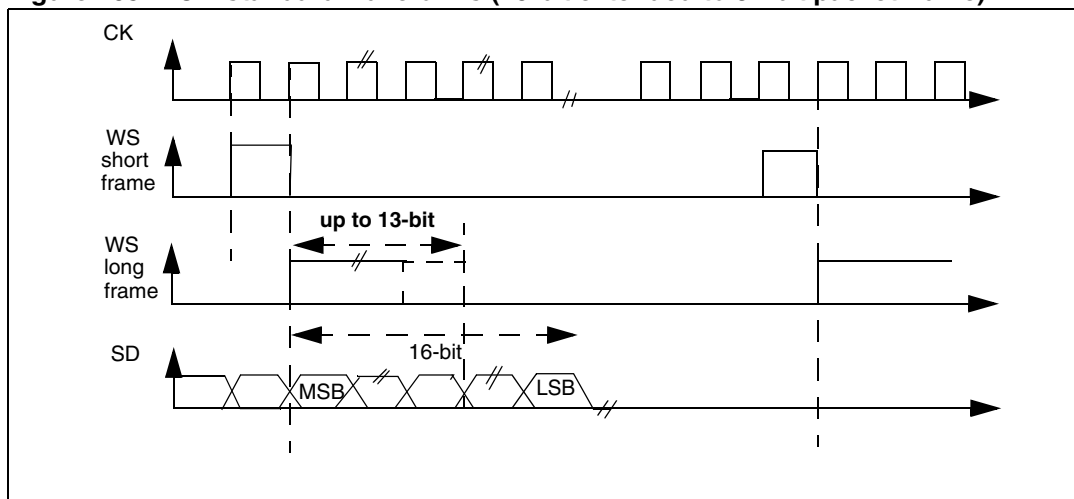 CK
WS
short
frame
up to 13-bit
WS
long
frame
16-bit
SD
MSB
LSB